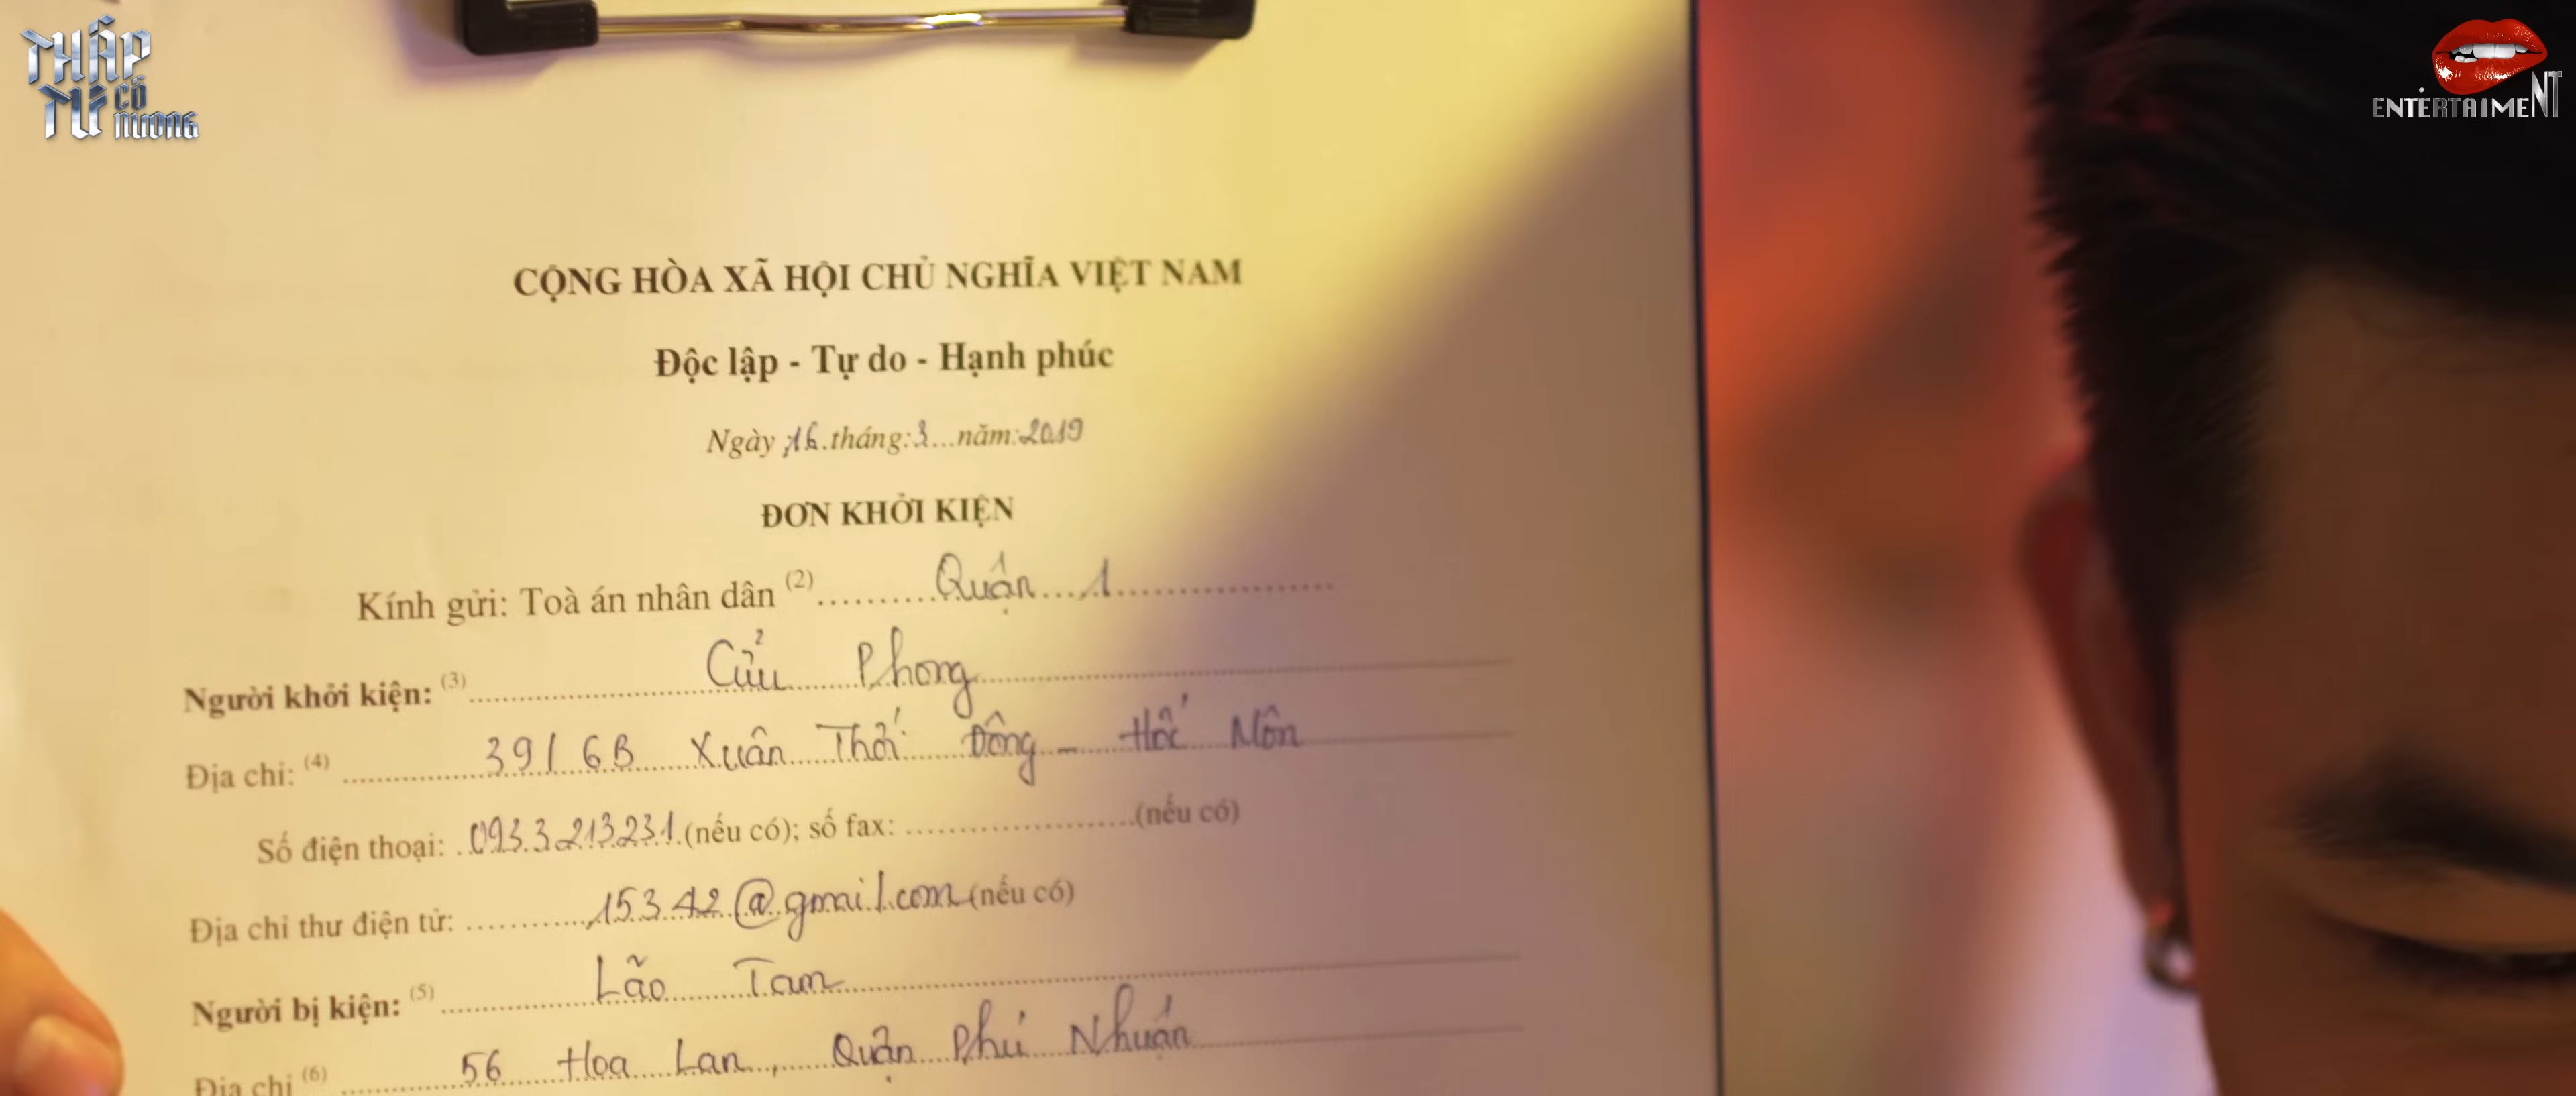 THẬP
TỨ CÔ
NƯƠNG
ENTERTAIMENT
CỘNG HÒA XÃ HỘI CHỦ NGHĨA VIỆT NAM
Độc lập - Tự do - Hạnh phúc
Ngày 16 tháng: 3...năm: 2019
ĐƠN KHỞI KIỆN
Kính gửi: Toà án nhân dân (2) Quận 1
Người khởi kiện: (3) Cửu Phong
Địa chỉ: (4) 39/6B Xuân Thới Đông - Hốc Môn
Số điện thoại: 0933213231 (nếu có); số fax: (nếu có)
Địa chỉ thư điện tử: 15342@gmail.com (nếu có)
Người bị kiện: (5) Lão Tam
Địa chỉ (6) 56 Hoa Lan, Quận Phú Nhuận